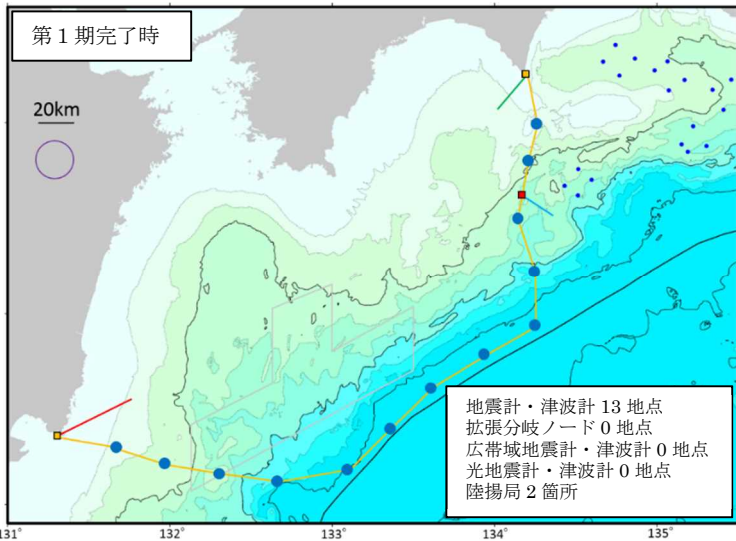 第1期完了時
20km
地震計・津波計 13 地点
拡張分岐ノード 0 地点
広帯域地震計・津波計 0 地点
光地震計・津波計 0 地点
陸揚局 2 箇所
131° 132° 133° 134° 135°